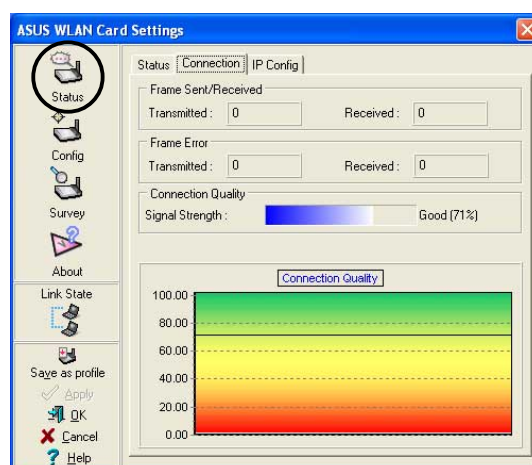 ASUS WLAN Card Settings
Status
Config
Survey
About
Link State
Save as profile
Apply
OK
Cancel
Help
Status Connection IP Config
Frame Sent/Received
Transmitted : 0 Received : 0
Frame Error
Transmitted : 0 Received : 0
Connection Quality
Signal Strength : Good (71%)
Connection Quality
100.00
80.00
60.00
40.00
20.00
0.00